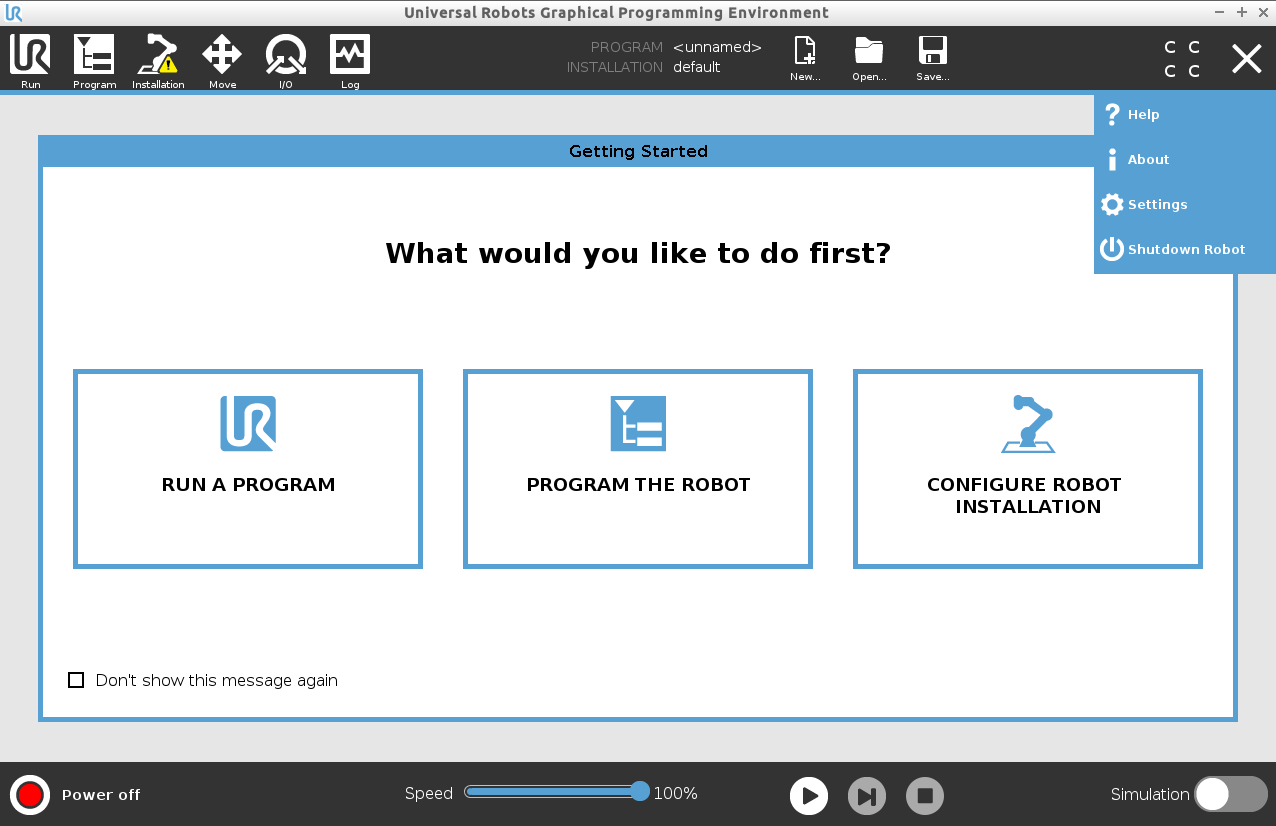 Universal Robots Graphical Programming Environment
Run
Program
Installation
Move
I/O
Log
PROGRAM <unnamed>
INSTALLATION default
New...
Open...
Save...
C C
C C
Help
About
Settings
Shutdown Robot
Getting Started
What would you like to do first?
RUN A PROGRAM
PROGRAM THE ROBOT
CONFIGURE ROBOT
INSTALLATION
Don't show this message again
Power off
Speed 100%
Simulation